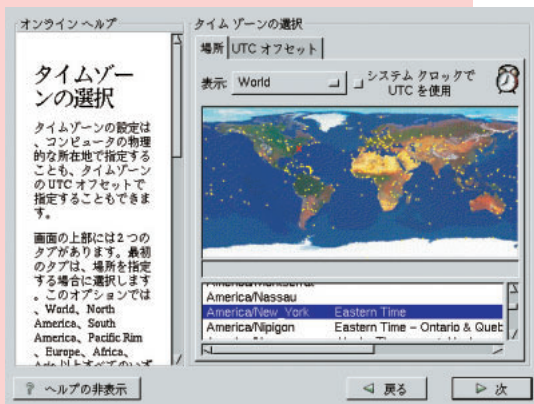 オンライン ヘルプ
タイムゾー
ンの選択
タイムゾーンの設定は
、コンピュータの物理
的な所在地で指定する
ことも、タイムゾーン
のUTC オフセットで
指定することもできま
す。
画面の上部には2 つの
タブがあります。最初
のタブは、場所を指定
する場合に選択します
。このオプションでは
、World、North
America、South
America、Pacific Rim
、Europe、Africa、
タイム ゾーンの選択
場所
UTC オフセット
表示:
World
システム クロックで
UTC を使用
America/Nassau
America/New_York Eastern Time
America/Nipigon Eastern Time – Ontario & Queb
ヘルプの非表示
戻る
次